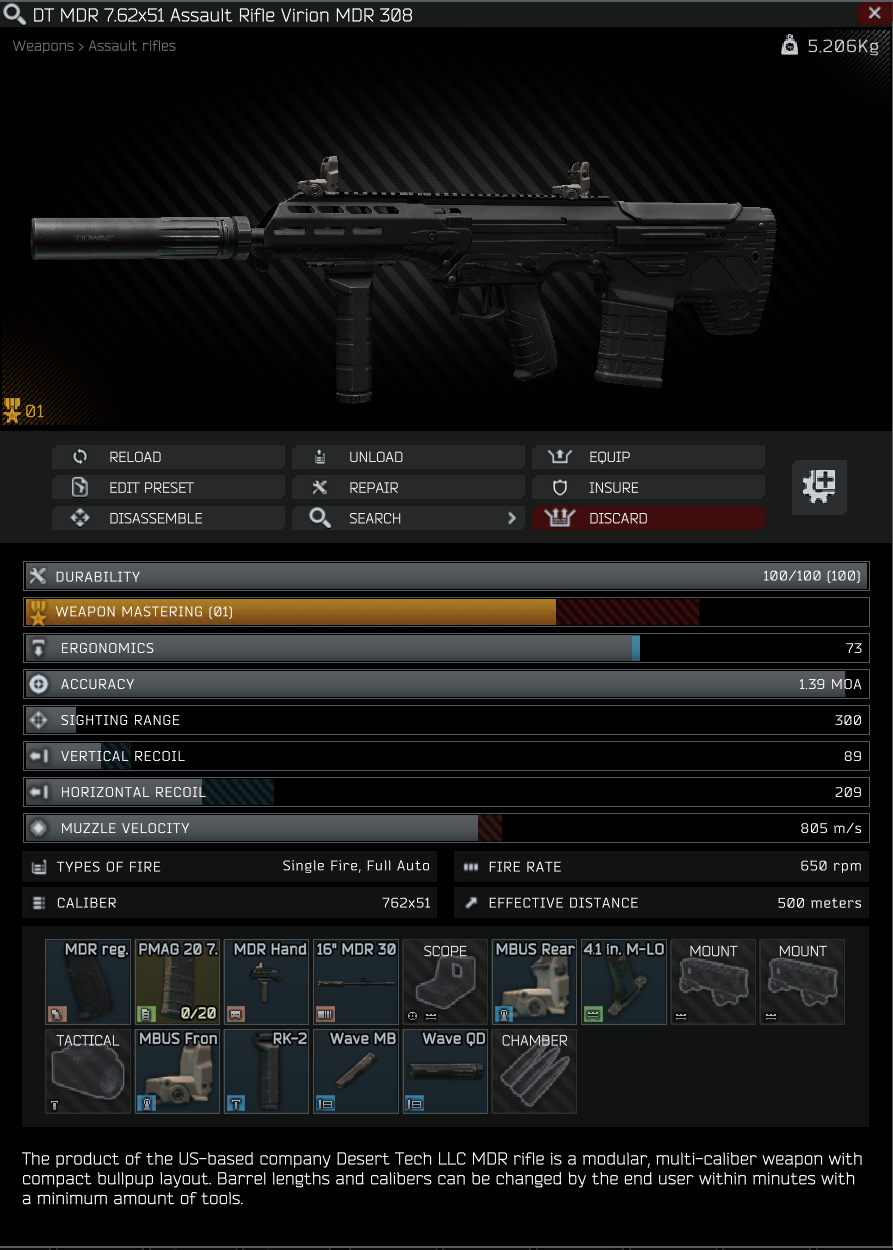 DT MDR 7.62x51 Assault Rifle Virion MDR 308
Weapons > Assault rifles
5.206Kg
01
RELOAD
UNLOAD
EQUIP
EDIT PRESET
REPAIR
INSURE
DISASSEMBLE
SEARCH
DISCARD
DURABILITY 100/100 (100)
WEAPON MASTERING (01)
ERGONOMICS 73
ACCURACY 1.39 MOA
SIGHTING RANGE 300
VERTICAL RECOIL 89
HORIZONTAL RECOIL 209
MUZZLE VELOCITY 805 m/s
TYPES OF FIRE Single Fire, Full Auto
FIRE RATE 650 rpm
CALIBER 762x51
EFFECTIVE DISTANCE 500 meters
MDR reg.
PMAG 20 7.
MDR Hand
16" MDR 30
SCOPE
MBUS Rear
4.1 in. M-LO
MOUNT
MOUNT
0/20
TACTICAL
MBUS Fron
RK-2
Wave MB
Wave QD
CHAMBER
The product of the US-based company Desert Tech LLC MDR rifle is a modular, multi-caliber weapon with
compact bullpup layout. Barrel lengths and calibers can be changed by the end user within minutes with
a minimum amount of tools.